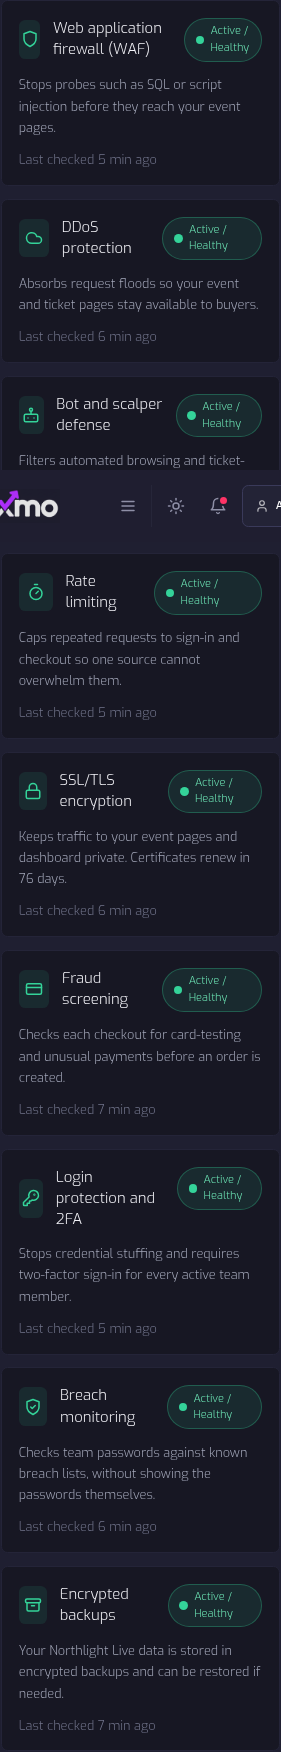 Web application
firewall (WAF)
Active /
Healthy
Stops probes such as SQL or script
injection before they reach your event
pages.
Last checked 5 min ago
DDoS
protection
Active /
Healthy
Absorbs request floods so your event
and ticket pages stay available to buyers.
Last checked 6 min ago
Bot and scalper
defense
Active /
Healthy
Filters automated browsing and ticket-
xmo
A
Rate
limiting
Active /
Healthy
Caps repeated requests to sign-in and
checkout so one source cannot
overwhelm them.
Last checked 5 min ago
SSL/TLS
encryption
Active /
Healthy
Keeps traffic to your event pages and
dashboard private. Certificates renew in
76 days.
Last checked 6 min ago
Fraud
screening
Active /
Healthy
Checks each checkout for card-testing
and unusual payments before an order is
created.
Last checked 7 min ago
Login
protection and
2FA
Active /
Healthy
Stops credential stuffing and requires
two-factor sign-in for every active team
member.
Last checked 5 min ago
Breach
monitoring
Active /
Healthy
Checks team passwords against known
breach lists, without showing the
passwords themselves.
Last checked 6 min ago
Encrypted
backups
Active /
Healthy
Your Northlight Live data is stored in
encrypted backups and can be restored if
needed.
Last checked 7 min ago